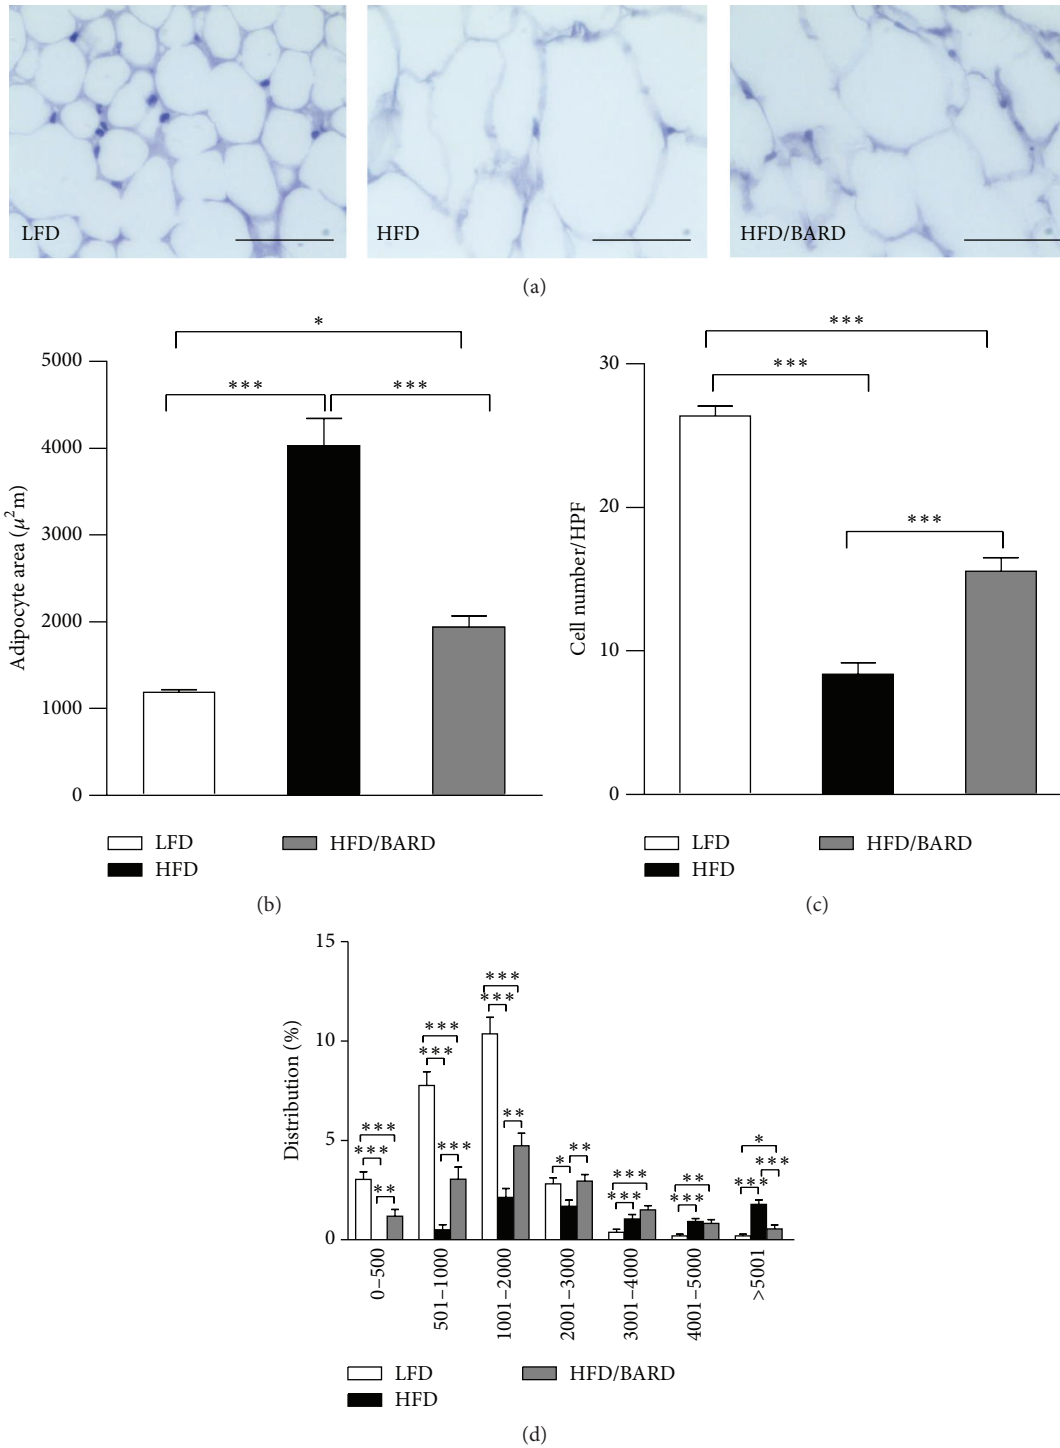 LFD
HFD
HFD/BARD
(a)
*
***
***
5000
4000
3000
2000
1000
0
Adipocyte area (μ²m)
LFD
HFD
HFD/BARD
(b)
***
***
***
30
20
10
0
Cell number/HPF
LFD
HFD
HFD/BARD
(c)
15
10
5
0
Distribution (%)
***
***
**
***
***
***
***
***
**
*
**
***
***
**
***
*
***
***
0–500
501–1000
1001–2000
2001–3000
3001–4000
4001–5000
>5001
LFD
HFD
HFD/BARD
(d)